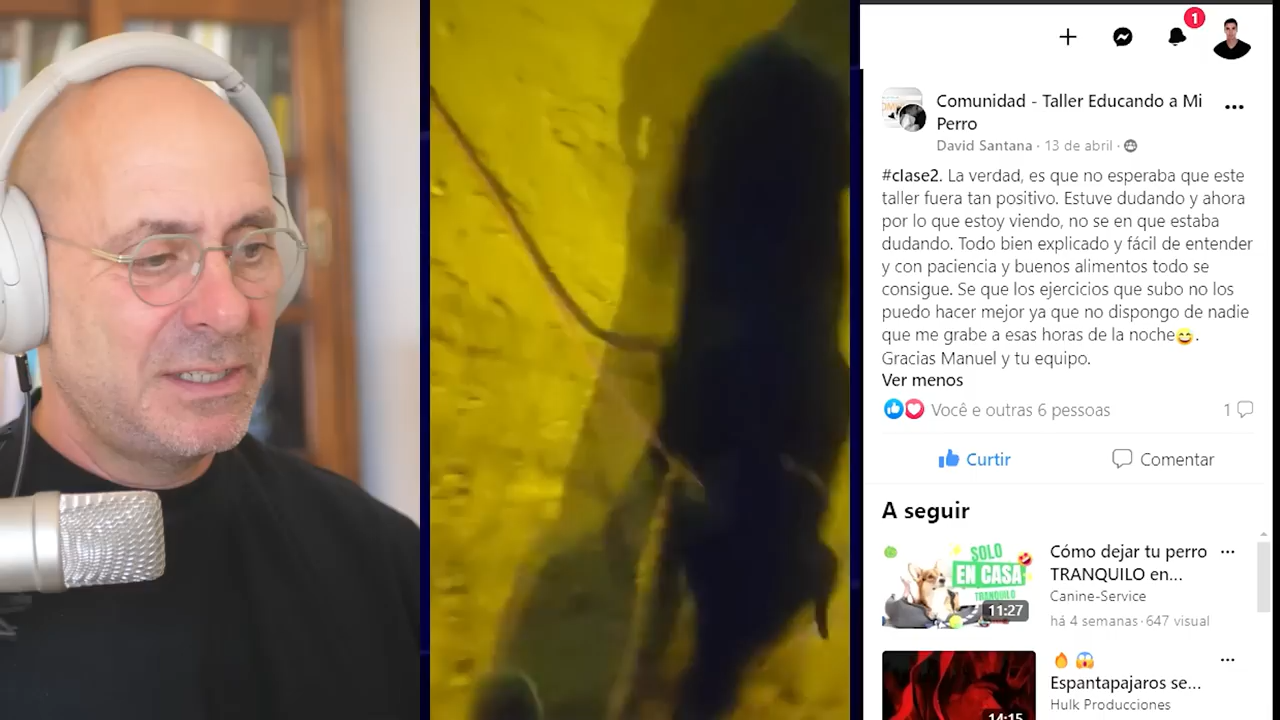 1
Comunidad - Taller Educando a Mi
Perro
David Santana · 13 de abril ·
#clase2. La verdad, es que no esperaba que este
taller fuera tan positivo. Estuve dudando y ahora
por lo que estoy viendo, no se en que estaba
dudando. Todo bien explicado y fácil de entender
y con paciencia y buenos alimentos todo se
consigue. Se que los ejercicios que subo no los
puedo hacer mejor ya que no dispongo de nadie
que me grabe a esas horas de la noche😅.
Gracias Manuel y tu equipo.
Ver menos
Você e outras 6 pessoas
1
Curtir
Comentar
A seguir
SOLO
EN CASA
TRANQUILO
11:27
Cómo dejar tu perro
TRANQUILO en...
Canine-Service
há 4 semanas · 647 visual
14:15
🔥 😱
Espantapajaros se...
Hulk Producciones